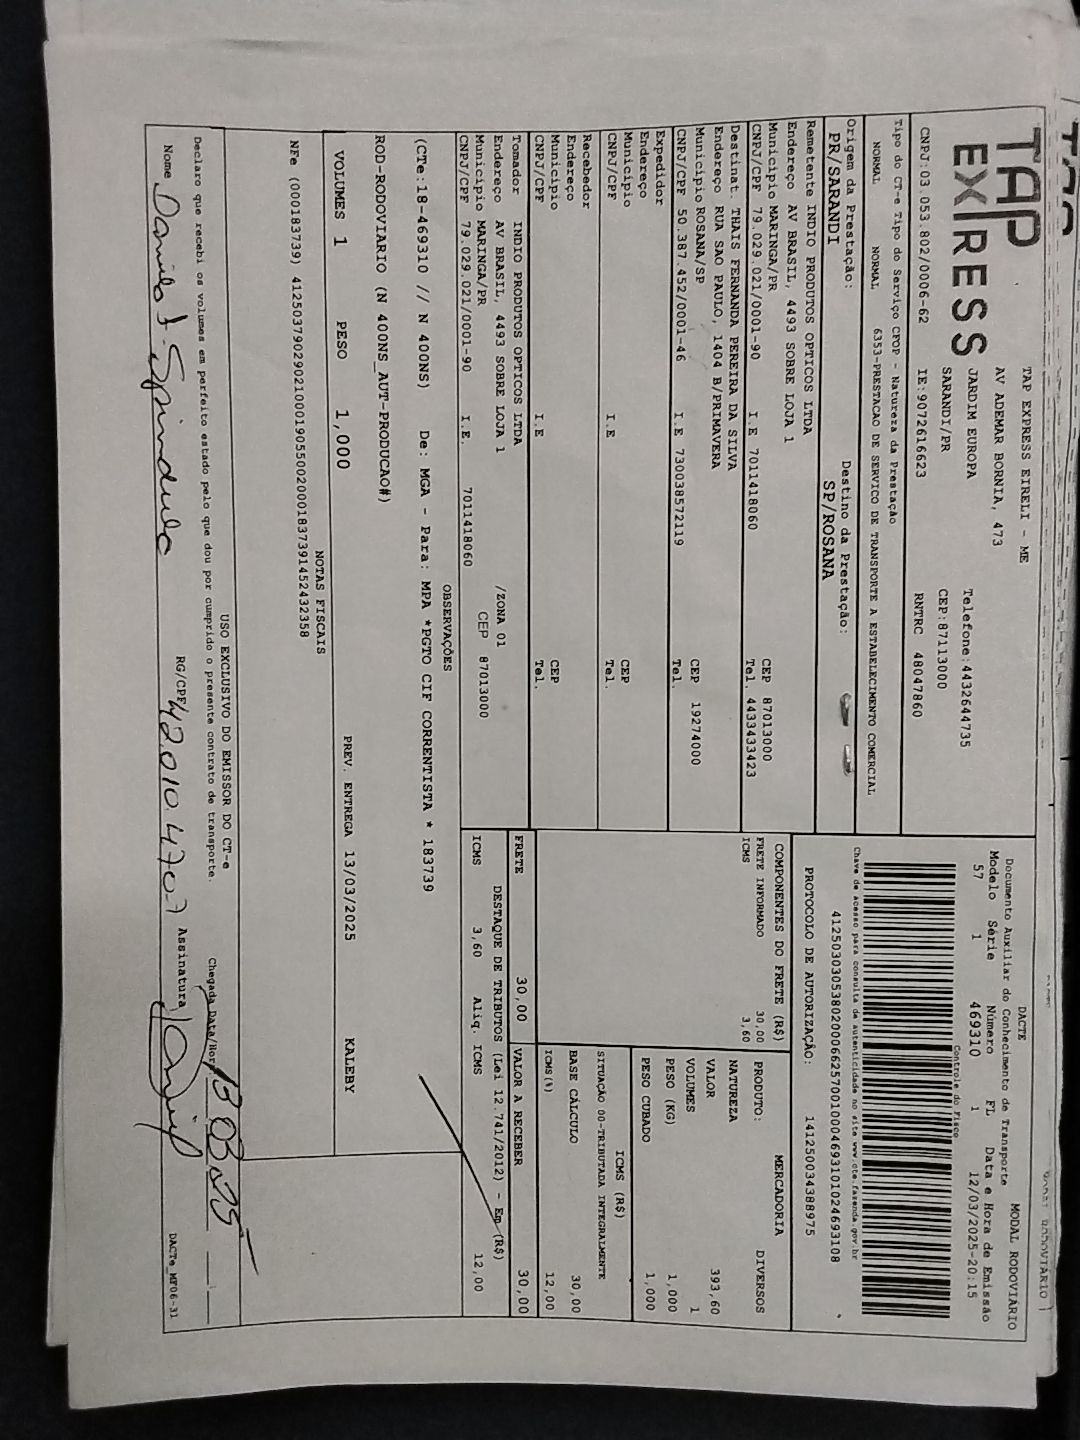 TAP
EXPRESS
TAP EXPRESS EIRELI - ME
AV ADEMAR BORNIA, 473
JARDIM EUROPA
SARANDI/PR
Telefone: 4432644735
CEP:87113000
CNPJ: 03.053.802/0006-62 IE:9072616623 RNTRC 48047860
DACTE MODAL RODOVIARIO
Documento Auxiliar do Conhecimento de Transporte
Modelo Série Número FL Data e Hora de Emissão
57 1 469310 1 12/03/2025-20:15
Controle do Fisco
Chave de acesso para consulta de autenticidade no site www.cte.fazenda.gov.br
41250303053802000662570010004693101024693108
PROTOCOLO DE AUTORIZAÇÃO: 141250034388975
Tipo do CT-e Tipo do Serviço CFOP - Natureza da Prestação
NORMAL NORMAL 6353-PRESTACAO DE SERVICO DE TRANSPORTE A ESTABELECIMENTO COMERCIAL
Origem da Prestação: Destino da Prestação:
PR/SARANDI SP/ROSANA
Remetente INDIO PRODUTOS OPTICOS LTDA
Endereço AV BRASIL, 4493 SOBRE LOJA 1
Municipio MARINGA/PR CEP 87013000
CNPJ/CPF 79.029.021/0001-90 I.E 7011418060 Tel. 4433433423
Destinat. THAIS FERNANDA PEREIRA DA SILVA
Endereço RUA SAO PAULO, 1404 B/PRIMAVERA
Municipio ROSANA/SP CEP 19274000
CNPJ/CPF 50.387.452/0001-46 I.E 730038572119 Tel.
Expedidor
Endereço
Municipio CEP
CNPJ/CPF I.E Tel.
Recebedor
Endereço
Municipio CEP
CNPJ/CPF I.E Tel.
Tomador INDIO PRODUTOS OPTICOS LTDA
Endereço AV BRASIL, 4493 SOBRE LOJA 1 /ZONA 01
Municipio MARINGA/PR CEP 87013000
CNPJ/CPF 79.029.021/0001-90 I.E. 7011418060
COMPONENTES DO FRETE (R$)
FRETE INFORMADO 30,00
ICMS 3,60
PRODUTO: MERCADORIA DIVERSOS
NATUREZA
VALOR 393,60
VOLUMES 1
PESO (KG) 1,000
PESO CUBADO 1,000
ICMS (R$)
SITUAÇÃO 00-TRIBUTADA INTEGRALMENTE
BASE CÁLCULO 30,00
ICMS(%) 12,00
FRETE 30,00 VALOR A RECEBER 30,00
DESTAQUE DE TRIBUTOS (Lei 12.741/2012) - Em (R$)
ICMS 3,60 Aliq. ICMS 12,00
OBSERVAÇÕES
(CTe:18-469310 // N 400NS) De: MGA - Para: MPA *PGTO CIF CORRENTISTA * 183739
ROD-RODOVIARIO (N 400NS_AUT-PRODUCAO#)
VOLUMES 1 PESO 1,000 PREV. ENTREGA 13/03/2025 KALEBY
NOTAS FISCAIS
NFe (000183739) 41250379029021000190550020001837391452432358
USO EXCLUSIVO DO EMISSOR DO CT-e
Declaro que recebi os volumes em perfeito estado pelo que dou por cumprido o presente contrato de transporte.
Chegada Data/Hora 13 03 25
Nome RG/CPF 42.010.470-7 Assinatura
DACTe_MF06-31